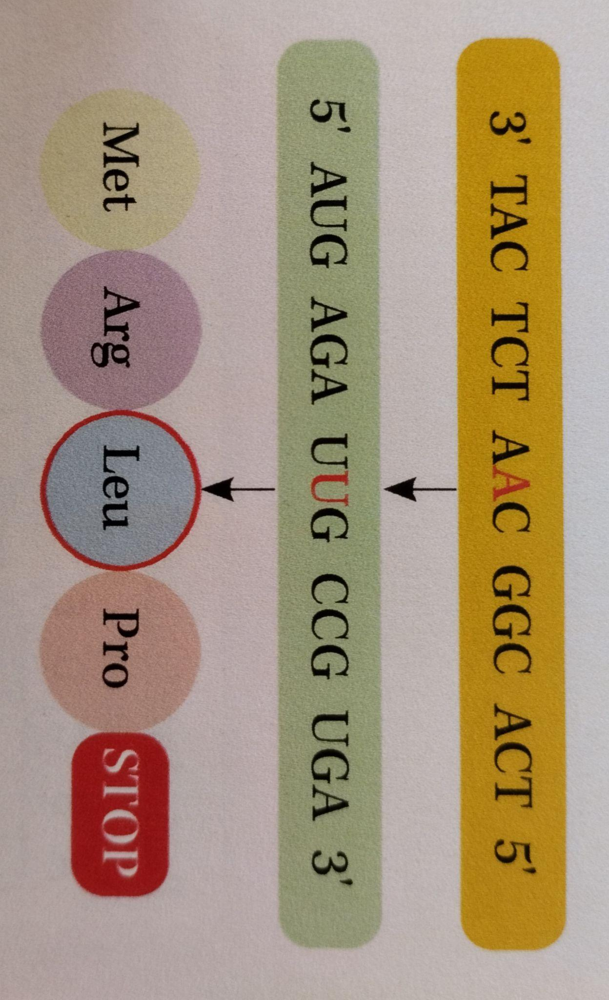 3' TAC TCT AAC GGC ACT 5'
5' AUG AGA UUG CCG UGA 3'
Met Arg Leu Pro STOP